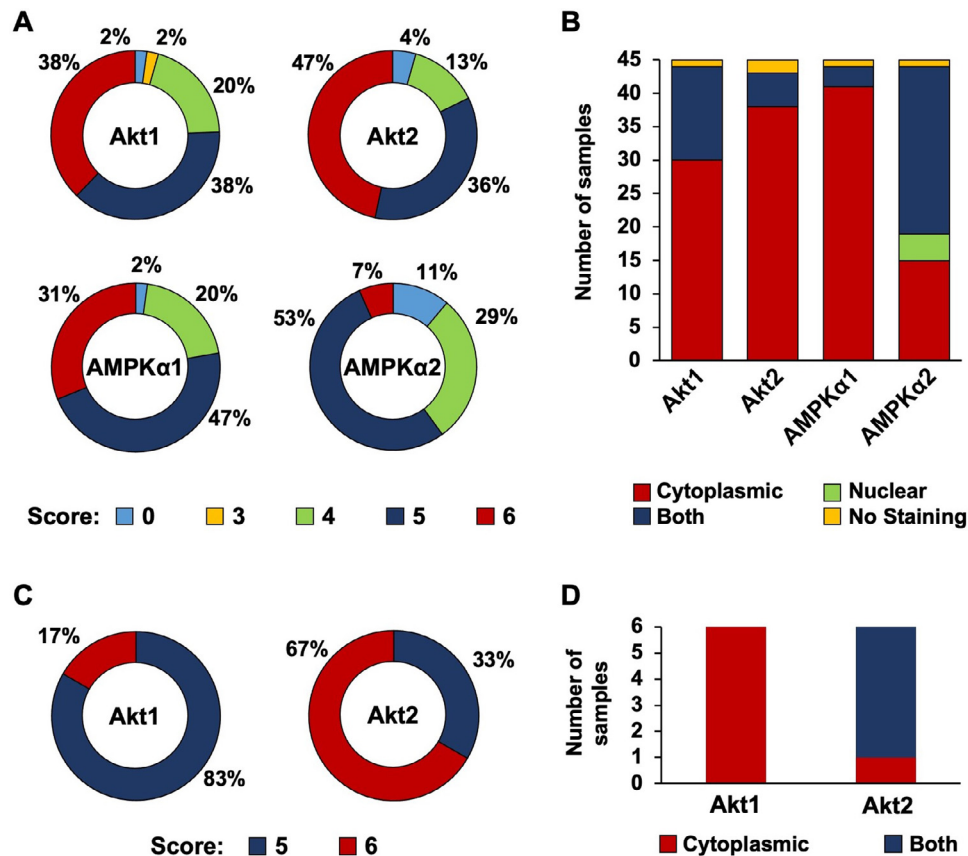 A
2%
2%
38%
20%
Akt1
38%
4%
47%
13%
Akt2
36%
2%
31%
20%
AMPKα1
47%
7%
11%
53%
29%
AMPKα2
Score: 0 3 4 5 6
B
Number of samples
45
40
35
30
25
20
15
10
5
0
Akt1
Akt2
AMPKα1
AMPKα2
Cytoplasmic
Nuclear
Both
No Staining
C
17%
Akt1
83%
67%
33%
Akt2
Score: 5 6
D
Number of
samples
6
5
4
3
2
1
0
Akt1
Akt2
Cytoplasmic
Both